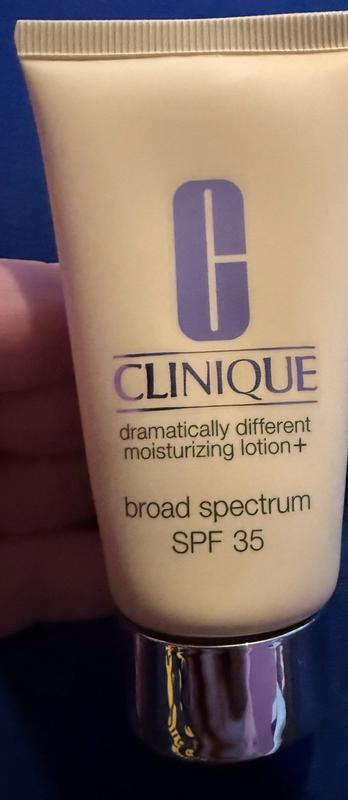 CLINIQUE
dramatically different
moisturizing lotion+
broad spectrum
SPF 35